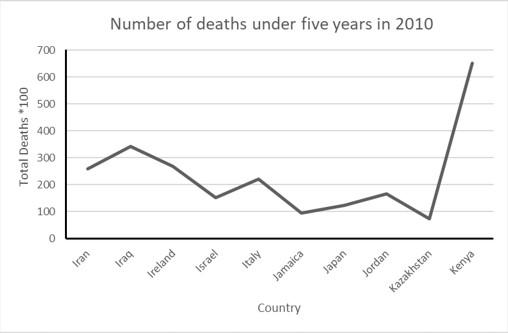 Number of deaths under five years in 2010
Total Deaths *100
700
600
500
400
300
200
100
0
Iran
Iraq
Ireland
Israel
Italy
Jamaica
Japan
Jordan
Kazakhstan
Kenya
Country